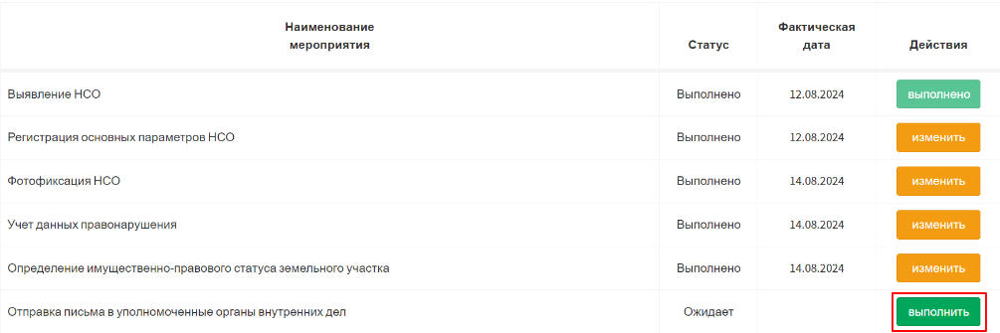 Наименование
мероприятия
Статус
Фактическая
дата
Действия
Выявление НСО Выполнено 12.08.2024 выполнено
Регистрация основных параметров НСО Выполнено 12.08.2024 изменить
Фотофиксация НСО Выполнено 14.08.2024 изменить
Учет данных правонарушения Выполнено 14.08.2024 изменить
Определение имущественно-правового статуса земельного участка Выполнено 14.08.2024 изменить
Отправка письма в уполномоченные органы внутренних дел Ожидает выполнить